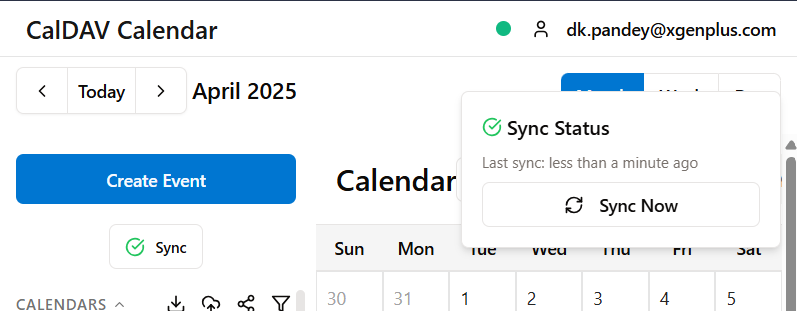 CalDAV Calendar
dk.pandey@xgenplus.com
Today
April 2025
Sync Status
Last sync: less than a minute ago
Sync Now
Create Event
Sync
CALENDARS
Calendar
Sun Mon Tue Wed Thu Fri Sat
30 31 1 2 3 4 5